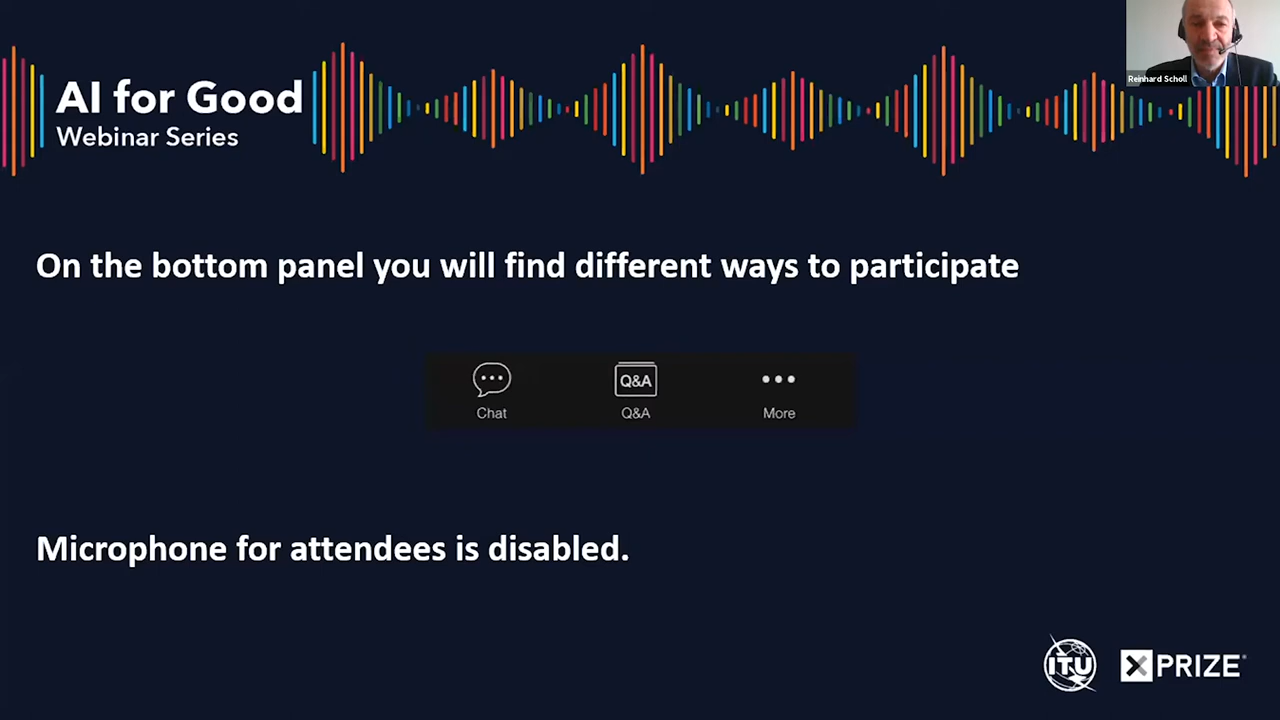 Reinhard Scholl
AI for Good
Webinar Series
On the bottom panel you will find different ways to participate
Q&A
Chat
Q&A
More
Microphone for attendees is disabled.
ITU
XPRIZE